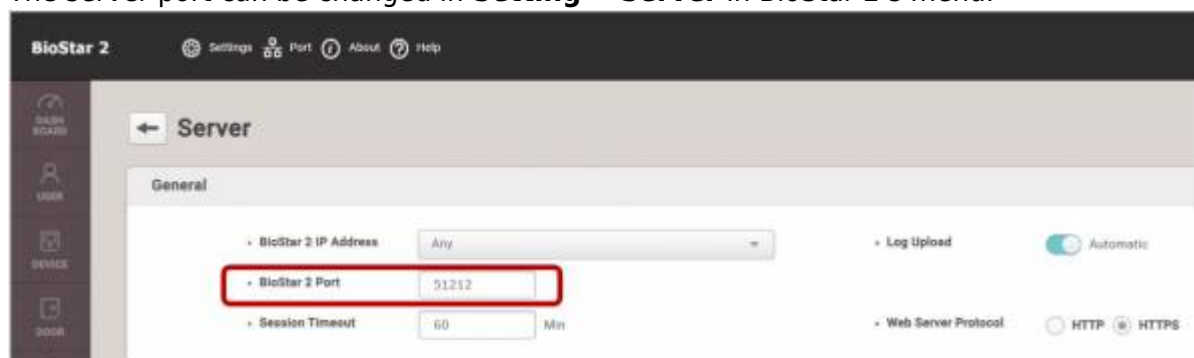 The server port can be changed in Setting > Server in BioStar 2's menu.
BioStar 2 Settings Port About Help
DASH
BOARD
← Server
USER
General
DEVICE
BioStar 2 IP Address Any Log Upload Automatic
BioStar 2 Port 51212
DOOR
Session Timeout 60 Min Web Server Protocol HTTP HTTPS